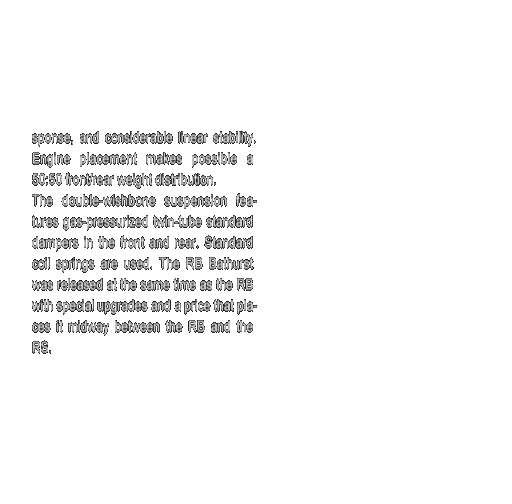 sponse, and considerable linear stability.
Engine placement makes possible a
50:50 front/rear weight distribution.
The double-wishbone suspension fea-
tures gas-pressurized twin-tube standard
dampers in the front and rear. Standard
coil springs are used. The RB Bathurst
was released at the same time as the RB
with special upgrades and a price that pla-
ces it midway between the RB and the
RS.